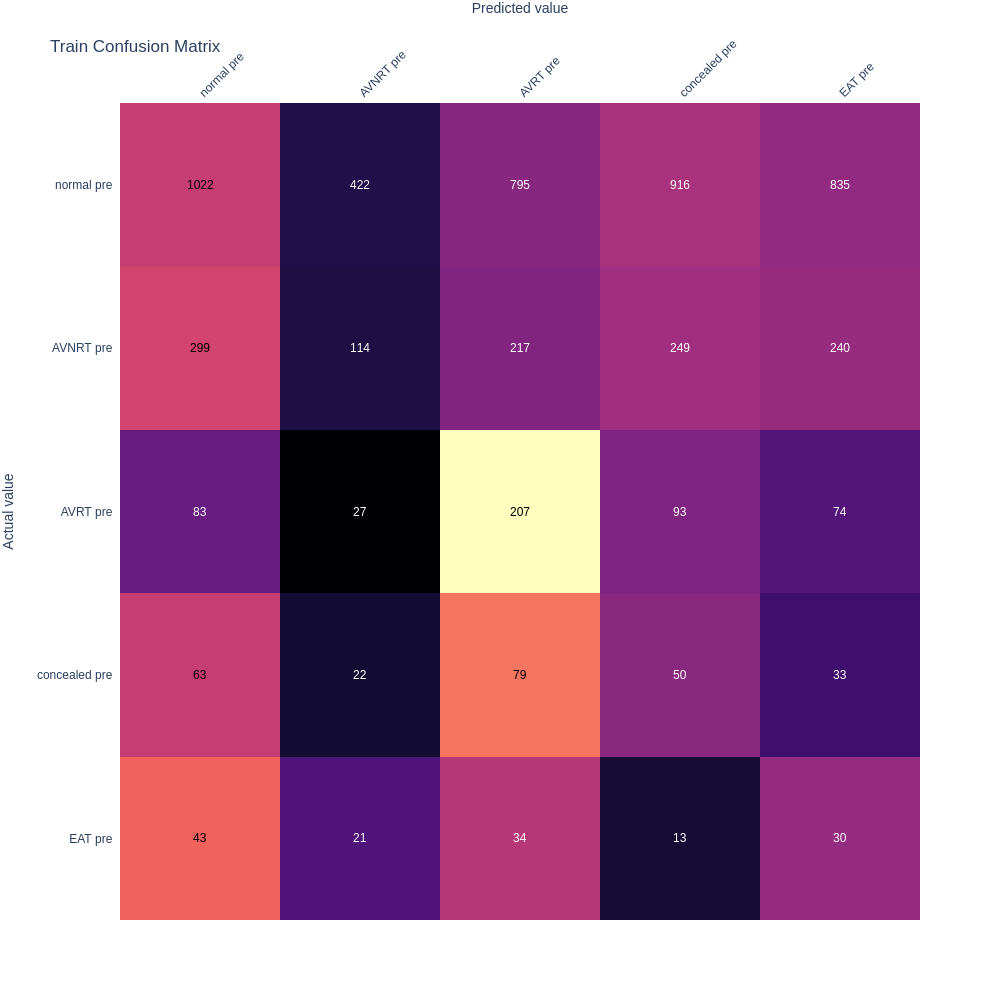 Predicted value
Train Confusion Matrix
normal pre
AVNRT pre
AVRT pre
concealed pre
EAT pre
normal pre 1022 422 795 916 835
AVNRT pre 299 114 217 249 240
Actual value
AVRT pre 83 27 207 93 74
concealed pre 63 22 79 50 33
EAT pre 43 21 34 13 30